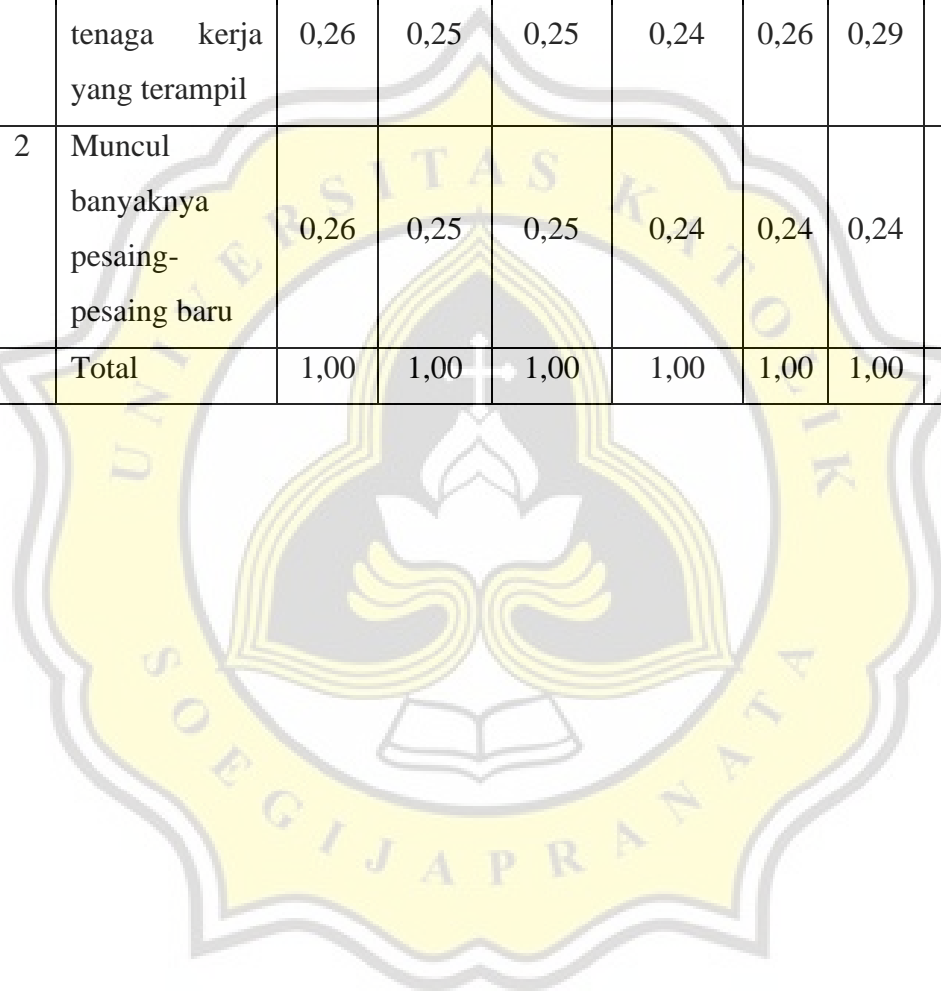 tenaga kerja 0,26 0,25 0,25 0,24 0,26 0,29
yang terampil
2 Muncul
banyaknya
pesaing- 0,26 0,25 0,25 0,24 0,24 0,24
pesaing baru
Total 1,00 1,00 1,00 1,00 1,00 1,00
UNIVERSITAS KATOLIK
SOEGIJAPRANATA